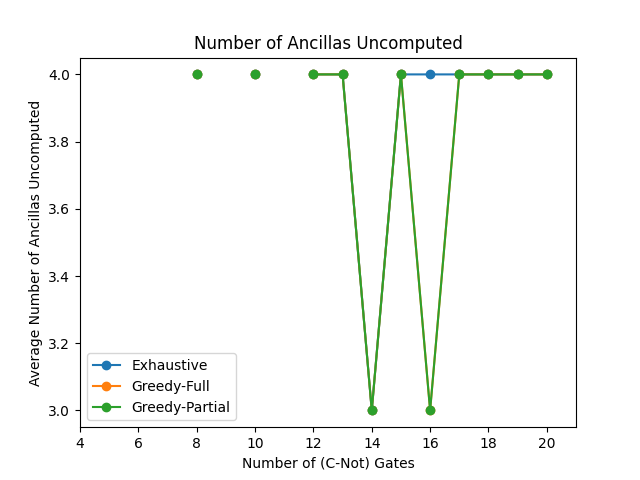 Number of Ancillas Uncomputed
Average Number of Ancillas Uncomputed
4.0
3.8
3.6
3.4
3.2
3.0
Exhaustive
Greedy-Full
Greedy-Partial
4 6 8 10 12 14 16 18 20
Number of (C-Not) Gates